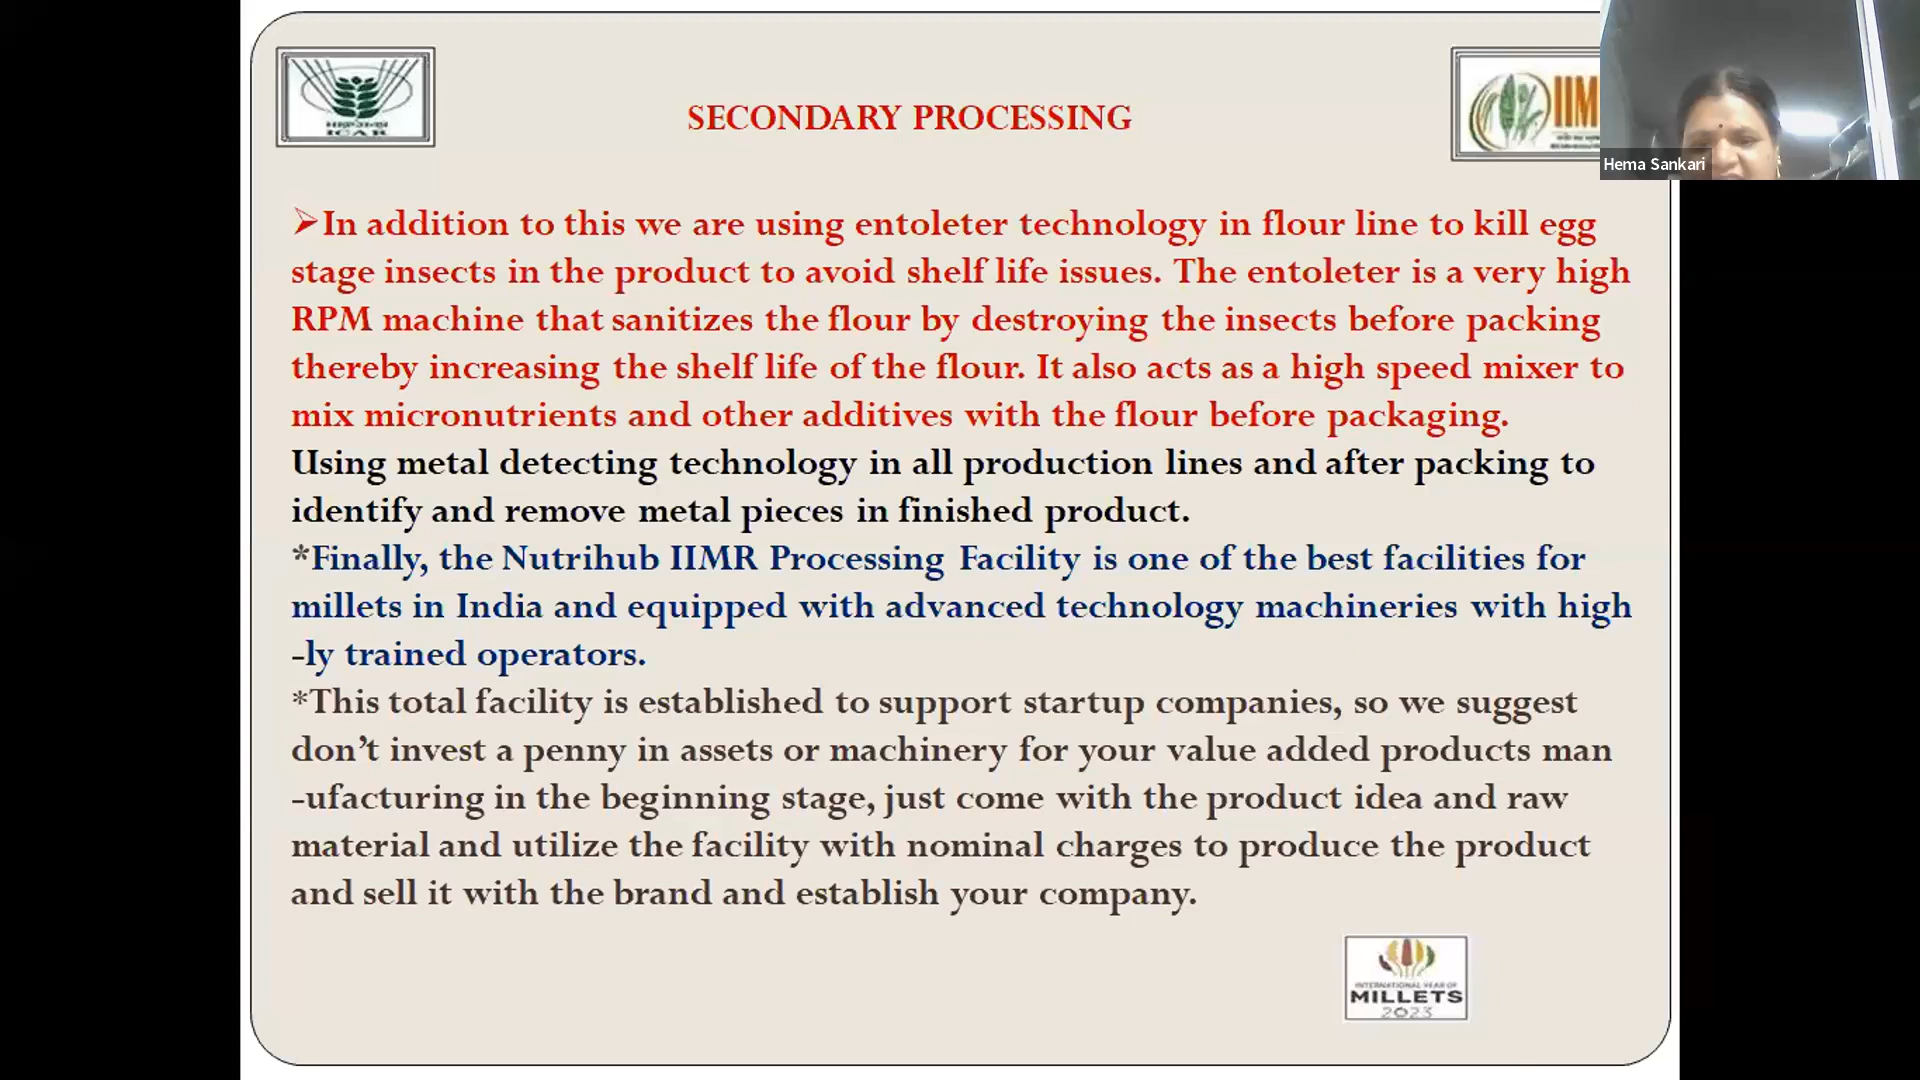 SECONDARY PROCESSING
ICAR
IIM
Hema Sankari
➢In addition to this we are using entoleter technology in flour line to kill egg
stage insects in the product to avoid shelf life issues. The entoleter is a very high
RPM machine that sanitizes the flour by destroying the insects before packing
thereby increasing the shelf life of the flour. It also acts as a high speed mixer to
mix micronutrients and other additives with the flour before packaging.
Using metal detecting technology in all production lines and after packing to
identify and remove metal pieces in finished product.
*Finally, the Nutrihub IIMR Processing Facility is one of the best facilities for
millets in India and equipped with advanced technology machineries with high
-ly trained operators.
*This total facility is established to support startup companies, so we suggest
don’t invest a penny in assets or machinery for your value added products man
-ufacturing in the beginning stage, just come with the product idea and raw
material and utilize the facility with nominal charges to produce the product
and sell it with the brand and establish your company.
INTERNATIONAL YEAR OF
MILLETS
2023